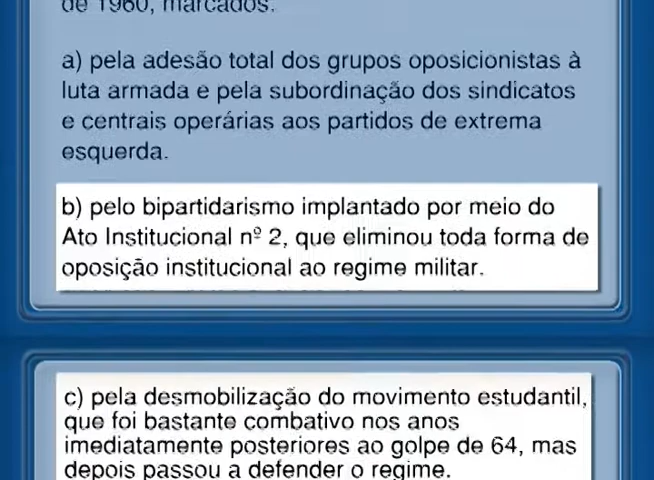 de 1960, marcados:
a) pela adesão total dos grupos oposicionistas à
luta armada e pela subordinação dos sindicatos
e centrais operárias aos partidos de extrema
esquerda.
b) pelo bipartidarismo implantado por meio do
Ato Institucional nº 2, que eliminou toda forma de
oposição institucional ao regime militar.
c) pela desmobilização do movimento estudantil,
que foi bastante combativo nos anos
imediatamente posteriores ao golpe de 64, mas
depois passou a defender o regime.